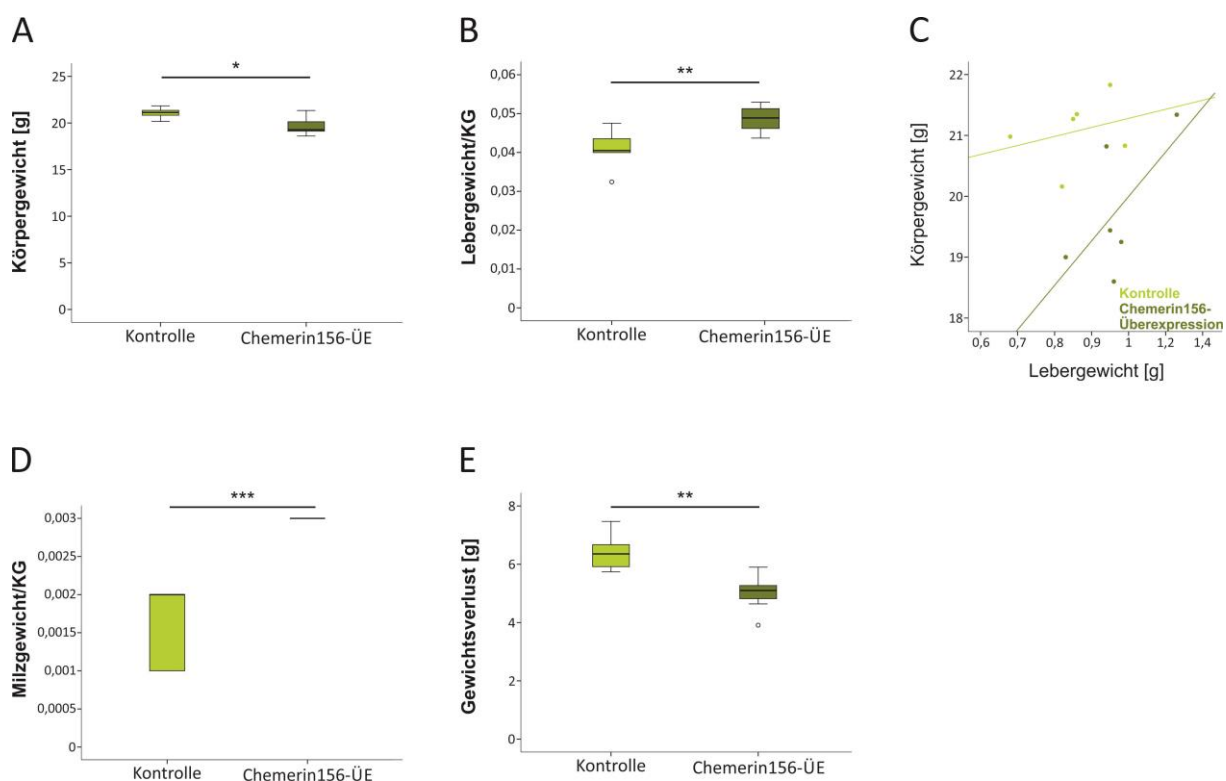 A
*
25
20
15
10
5
0
Körpergewicht [g]
Kontrolle
Chemerin156-ÜE
B
**
0,06
0,05
0,04
0,03
0,02
0,01
0
Lebergewicht/KG
Kontrolle
Chemerin156-ÜE
C
22
21
20
19
18
Körpergewicht [g]
Kontrolle
Chemerin156-
Überexpression
0,6 0,7 0,8 0,9 1 1,2 1,4
Lebergewicht [g]
D
***
0,003
0,0025
0,002
0,0015
0,001
0,0005
0
Milzgewicht/KG
Kontrolle
Chemerin156-ÜE
E
**
8
6
4
2
0
Gewichtsverlust [g]
Kontrolle
Chemerin156-ÜE